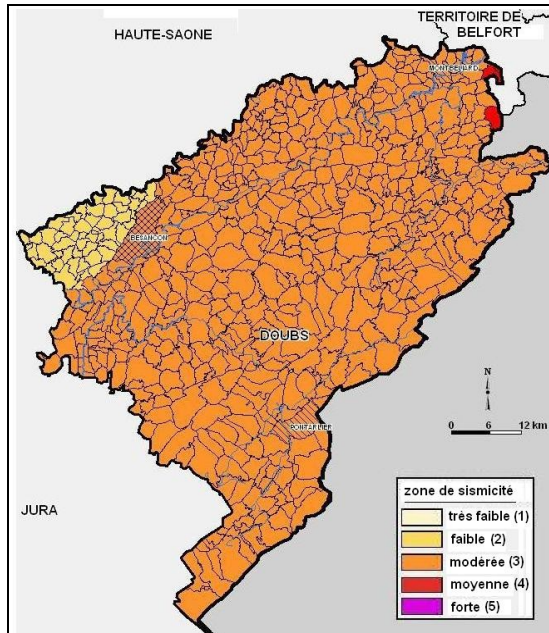 TERRITOIRE DE
BELFORT
HAUTE-SAONE
MONTBELIARD
BESANCON
DOUBS
N
0 6 12 km
PONTARLIER
JURA
zone de sismicité
très faible (1)
faible (2)
modérée (3)
moyenne (4)
forte (5)